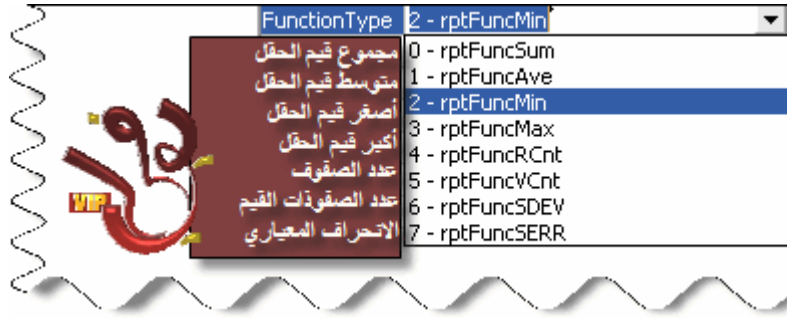 FunctionType 2 - rptFuncMin
مجموع قيم الحقل 0 - rptFuncSum
متوسط قيم الحقل 1 - rptFuncAve
أصغر قيم الحقل 2 - rptFuncMin
أكبر قيم الحقل 3 - rptFuncMax
عدد الصفوف 4 - rptFuncRCnt
عدد الصفوذات القيم 5 - rptFuncVCnt
الانحراف المعياري 6 - rptFuncSDEV
7 - rptFuncSERR
VIP